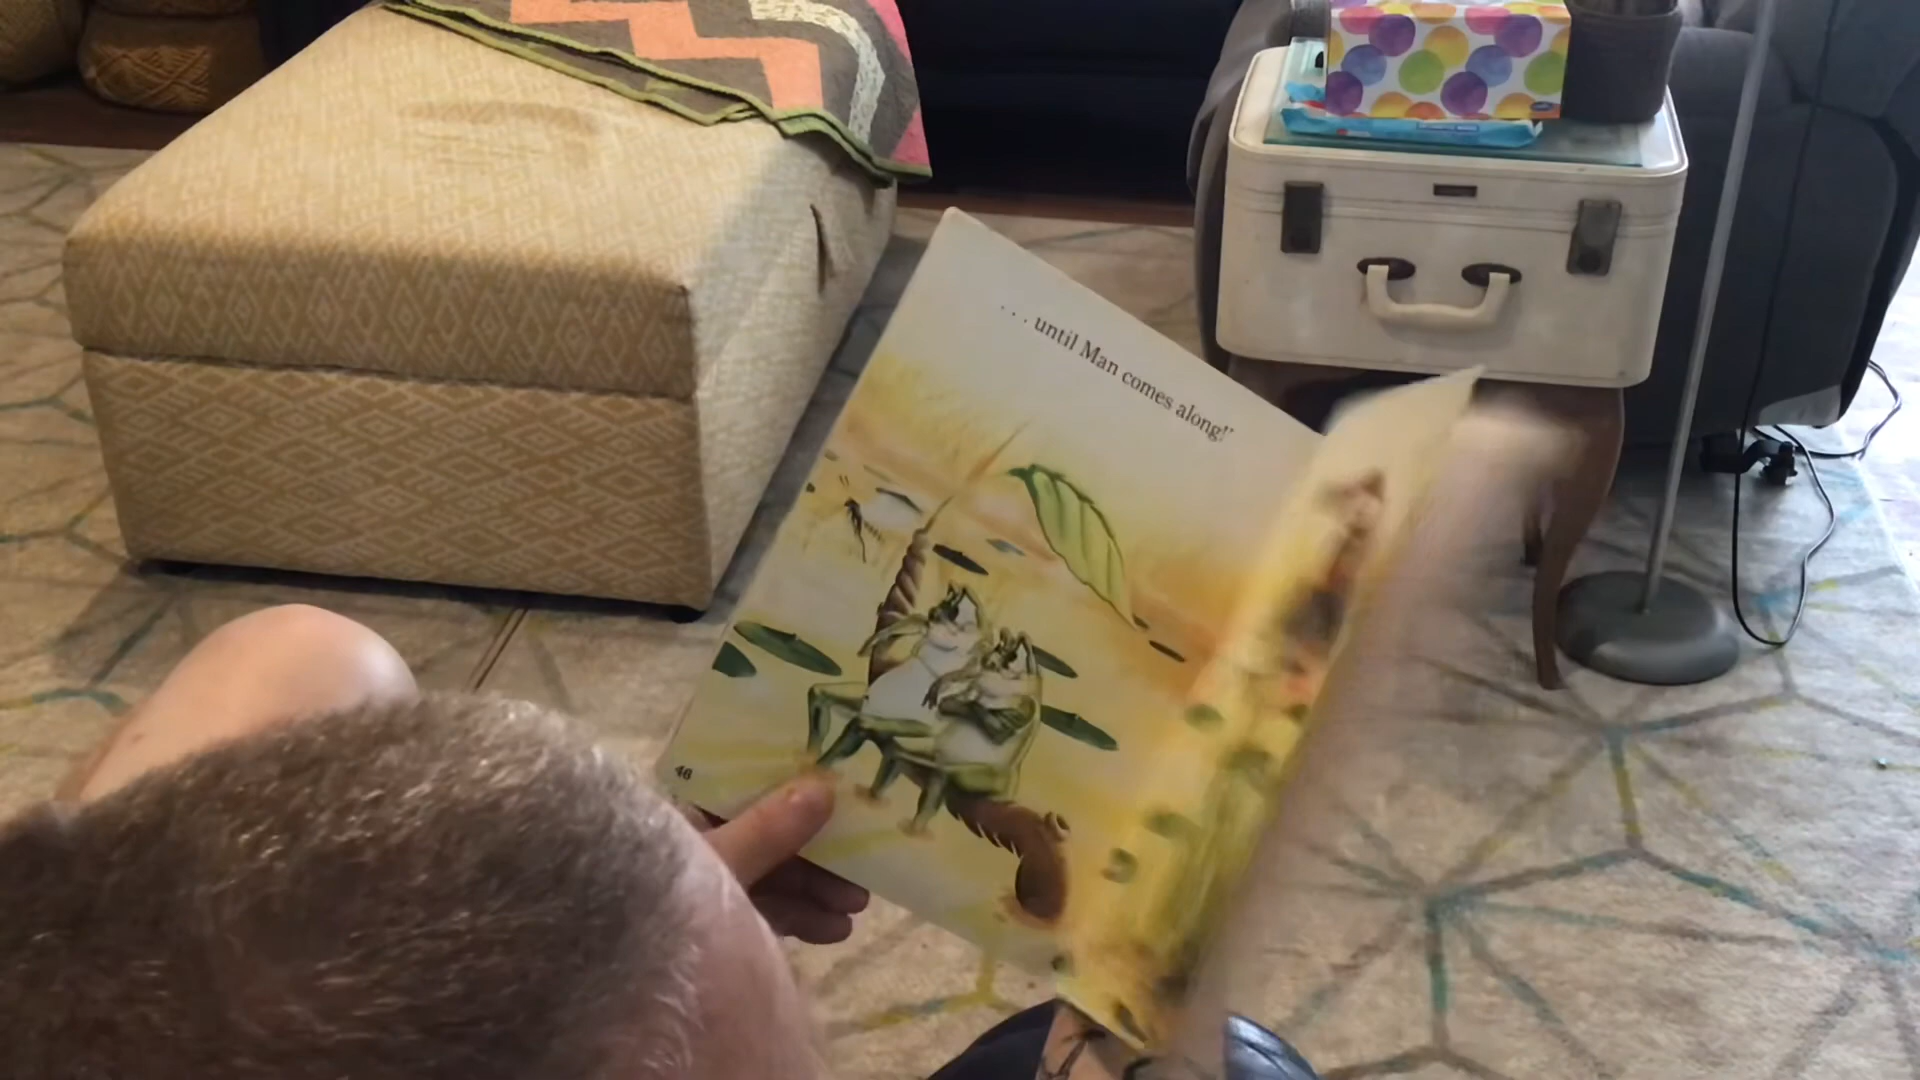 . . . until Man comes along!"
46